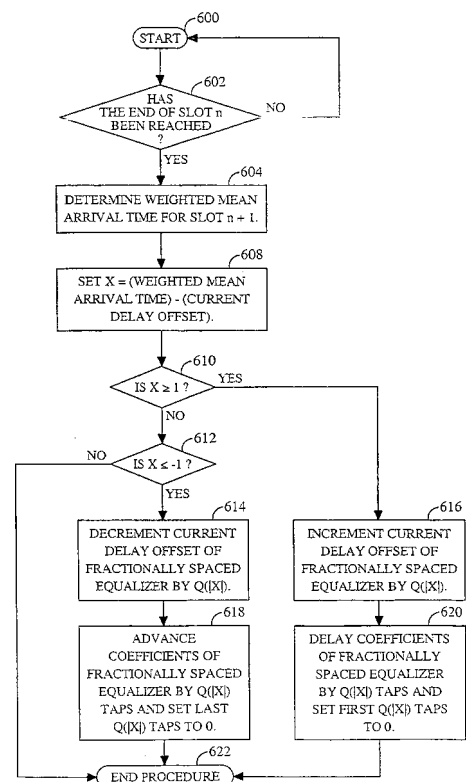 600
START
602
HAS
THE END OF SLOT n
BEEN REACHED
?
NO
YES
604
DETERMINE WEIGHTED MEAN
ARRIVAL TIME FOR SLOT n + 1.
608
SET X = (WEIGHTED MEAN
ARRIVAL TIME) - (CURRENT
DELAY OFFSET).
610
IS X ≥ 1 ?
YES
NO
612
IS X ≤ -1 ?
NO
YES
614
DECREMENT CURRENT
DELAY OFFSET OF
FRACTIONALLY SPACED
EQUALIZER BY Q(|X|).
616
INCREMENT CURRENT
DELAY OFFSET OF
FRACTIONALLY SPACED
EQUALIZER BY Q(|X|).
618
ADVANCE
COEFFICIENTS OF
FRACTIONALLY SPACED
EQUALIZER BY Q(|X|)
TAPS AND SET LAST
Q(|X|) TAPS TO 0.
620
DELAY COEFFICIENTS
OF FRACTIONALLY
SPACED EQUALIZER
BY Q(|X|) TAPS AND
SET FIRST Q(|X|) TAPS
TO 0.
622
END PROCEDURE